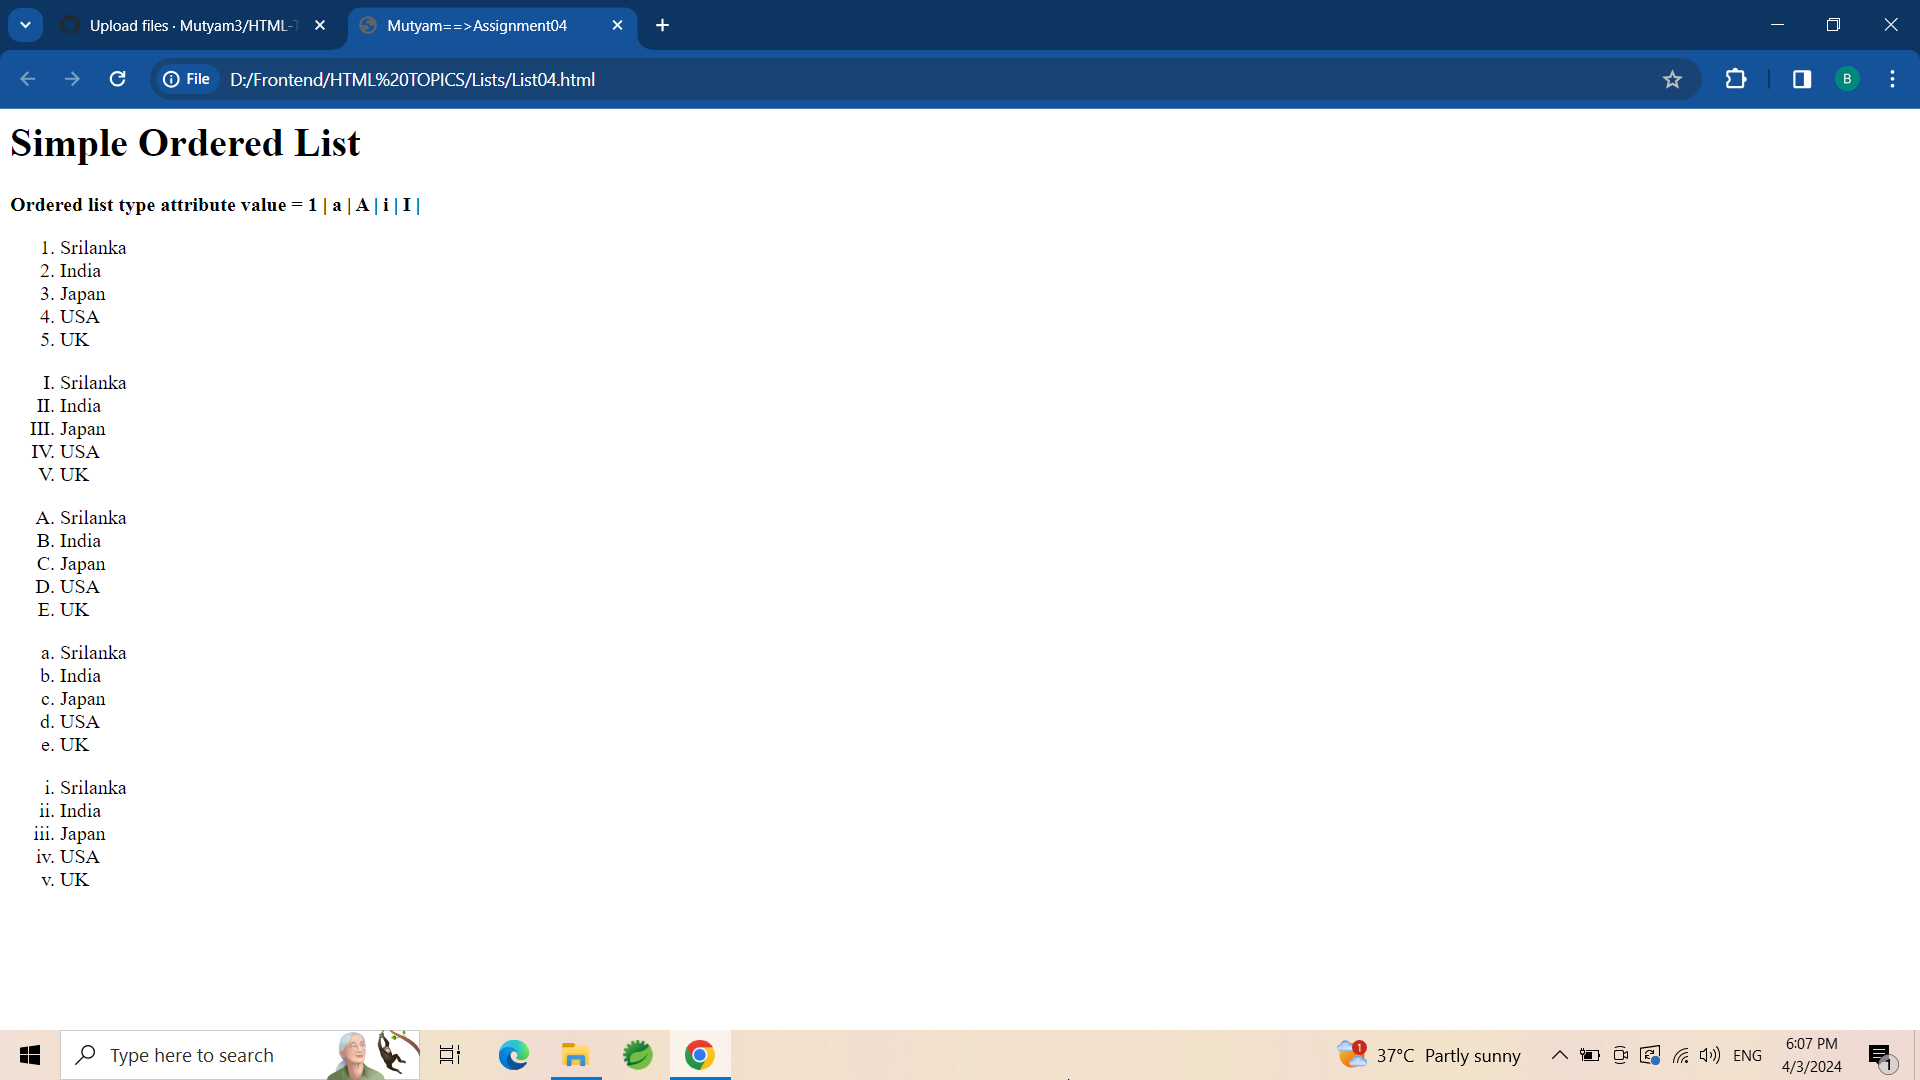 Upload files · Mutyam3/HTML-
Mutyam==>Assignment04
File
D:/Frontend/HTML%20TOPICS/Lists/List04.html
B
Simple Ordered List
Ordered list type attribute value = 1 | a | A | i | I |
1. Srilanka
2. India
3. Japan
4. USA
5. UK
I. Srilanka
II. India
III. Japan
IV. USA
V. UK
A. Srilanka
B. India
C. Japan
D. USA
E. UK
a. Srilanka
b. India
c. Japan
d. USA
e. UK
i. Srilanka
ii. India
iii. Japan
iv. USA
v. UK
Type here to search
1
37°C Partly sunny
ENG
6:07 PM
4/3/2024
1